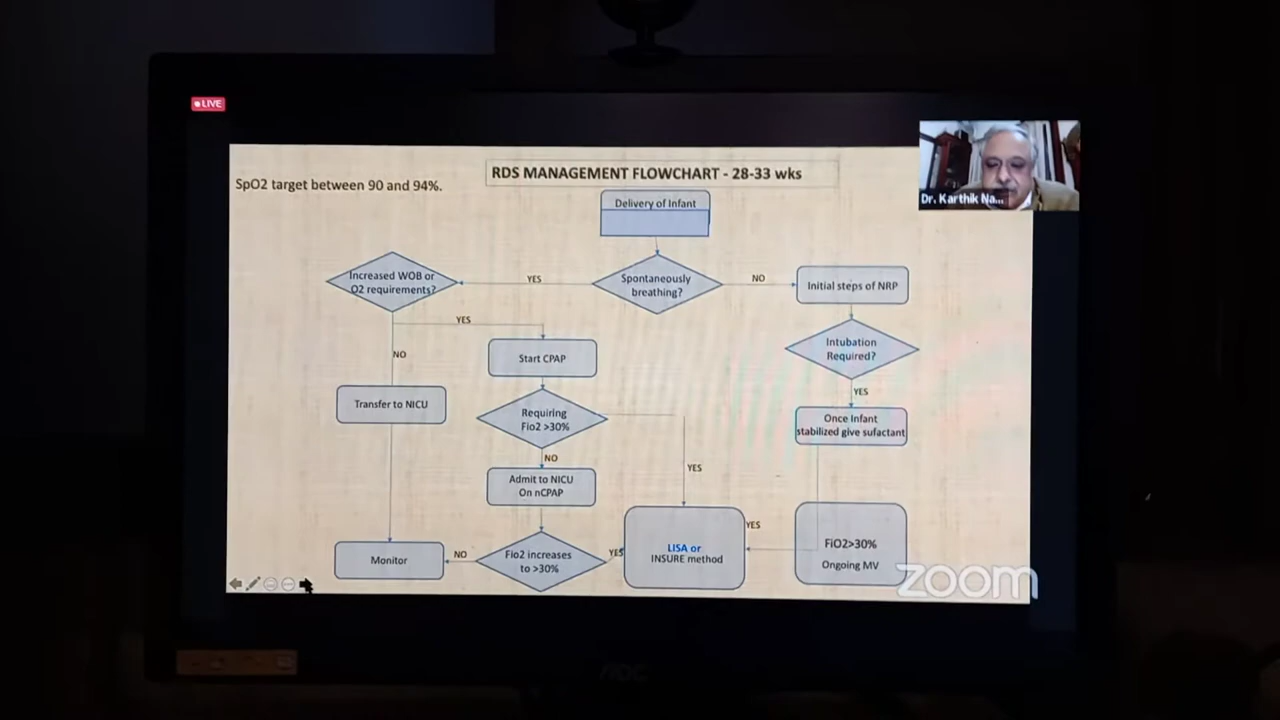 LIVE
RDS MANAGEMENT FLOWCHART - 28-33 wks
SpO2 target between 90 and 94%.
Dr. Karthik Na...
Delivery of Infant
Increased WOB or
O2 requirements?
YES
Spontaneously
breathing?
NO
Initial steps of NRP
YES
NO
Start CPAP
Intubation
Required?
YES
Transfer to NICU
Requiring
Fio2 >30%
Once Infant
stabilized give sufactant
NO
YES
Admit to NICU
On nCPAP
Monitor
NO
Fio2 increases
to >30%
YES
LISA or
INSURE method
YES
FiO2>30%
Ongoing MV
zoom
AOC